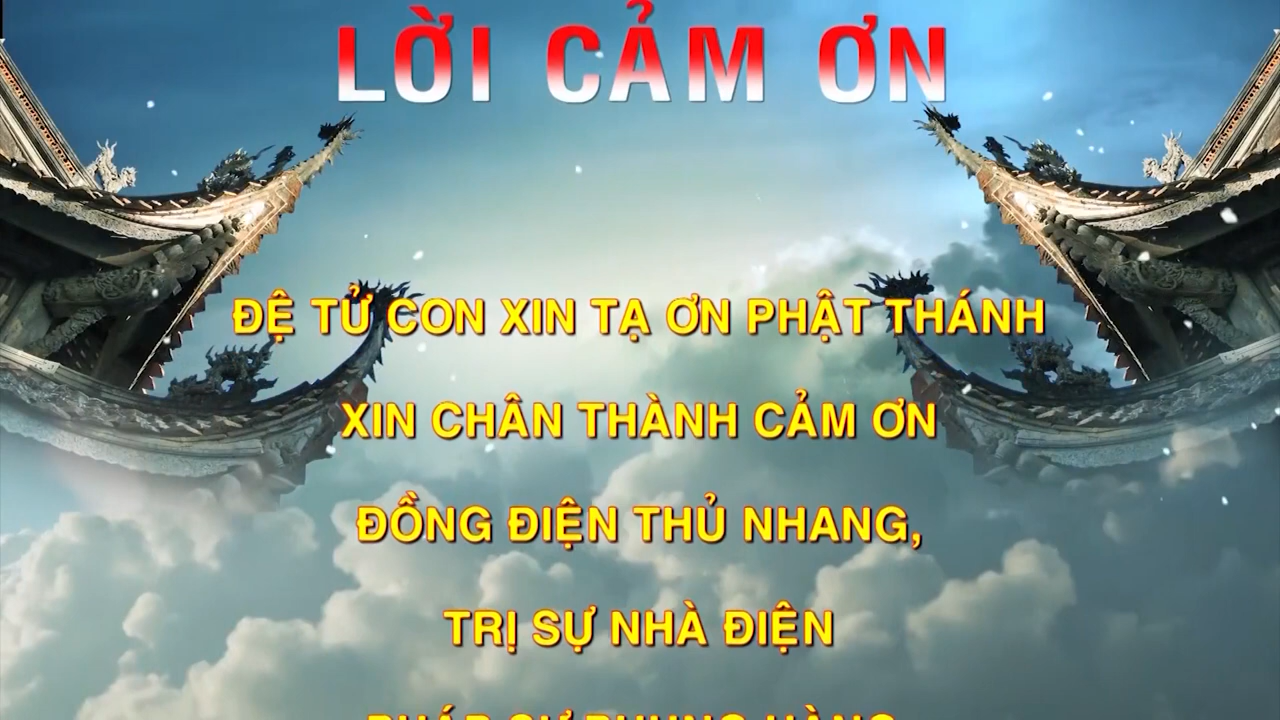 LỜI CẢM ƠN
ĐỆ TỬ CON XIN TẠ ƠN PHẬT THÁNH
XIN CHÂN THÀNH CẢM ƠN
ĐỒNG ĐIỆN THỦ NHANG,
TRỊ SỰ NHÀ ĐIỆN